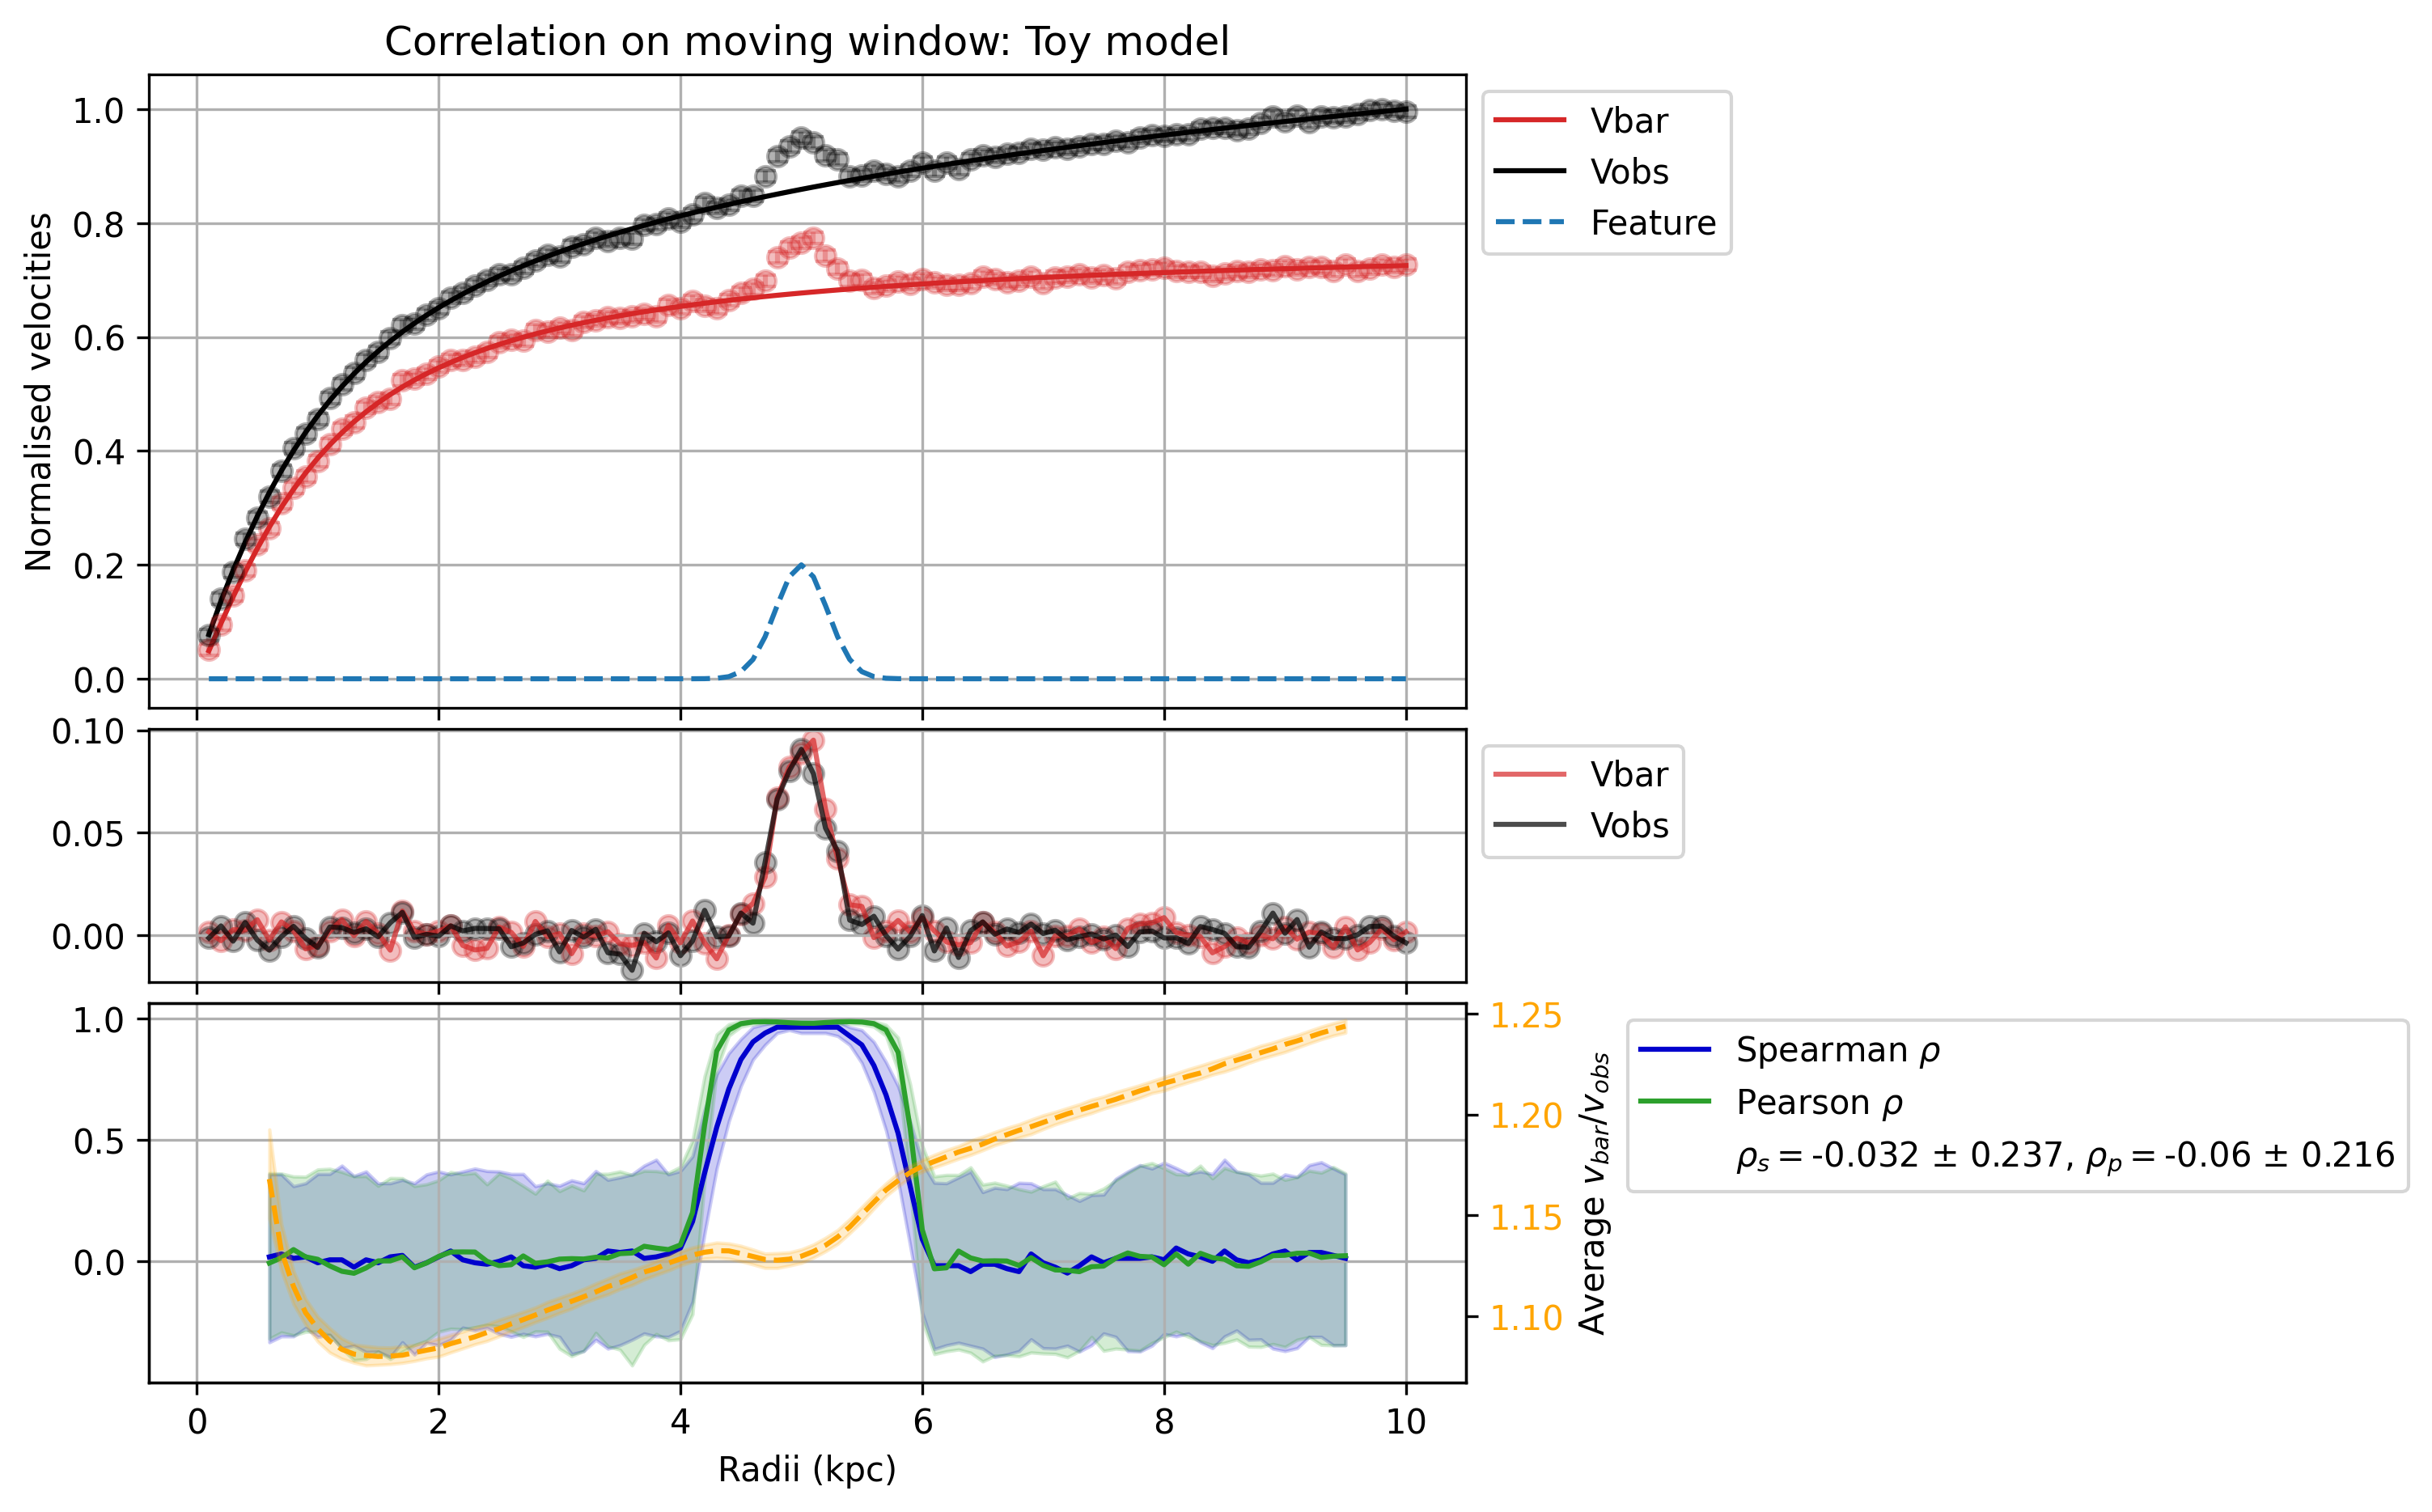 Correlation on moving window: Toy model
Normalised velocities
1.0
0.8
0.6
0.4
0.2
0.0
Vbar
Vobs
Feature
0.10
0.05
0.00
Vbar
Vobs
1.0
0.5
0.0
1.25
1.20
1.15
1.10
Average v_bar/v_obs
Spearman ρ
Pearson ρ
ρ_s = -0.032 ± 0.237, ρ_p = -0.06 ± 0.216
0 2 4 6 8 10
Radii (kpc)